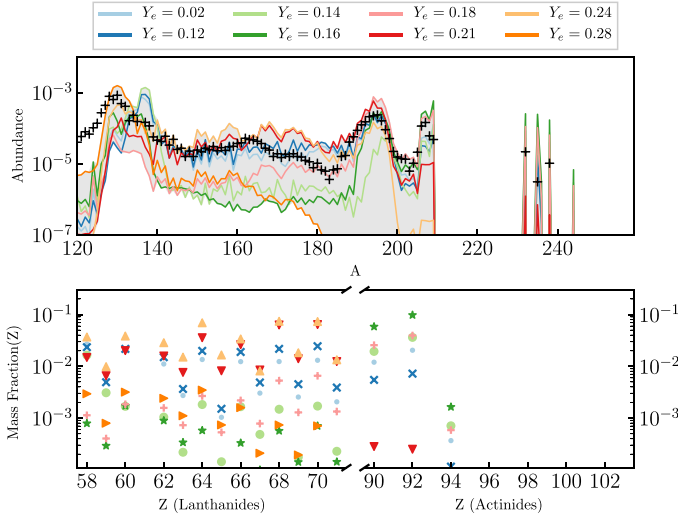 Y_e = 0.02 Y_e = 0.14 Y_e = 0.18 Y_e = 0.24
Y_e = 0.12 Y_e = 0.16 Y_e = 0.21 Y_e = 0.28
10^{-3}
10^{-5}
10^{-7}
Abundance
120 140 160 180 200 220 240
A
10^{-1} 10^{-1}
10^{-2} 10^{-2}
10^{-3} 10^{-3}
Mass Fraction(Z)
58 60 62 64 66 68 70 90 92 94 96 98 100 102
Z (Lanthanides) Z (Actinides)